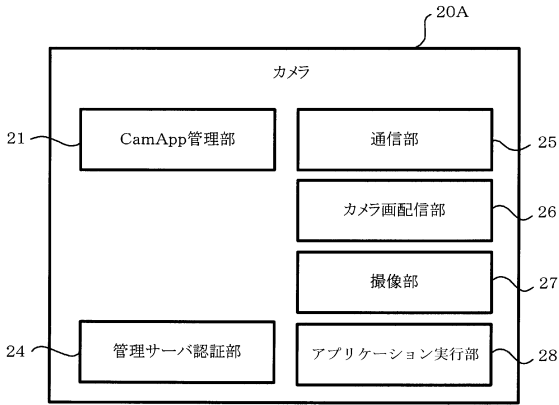 20A
カメラ
21
CamApp管理部
通信部
25
カメラ画配信部
26
撮像部
27
24
管理サーバ認証部
アプリケーション実行部
28